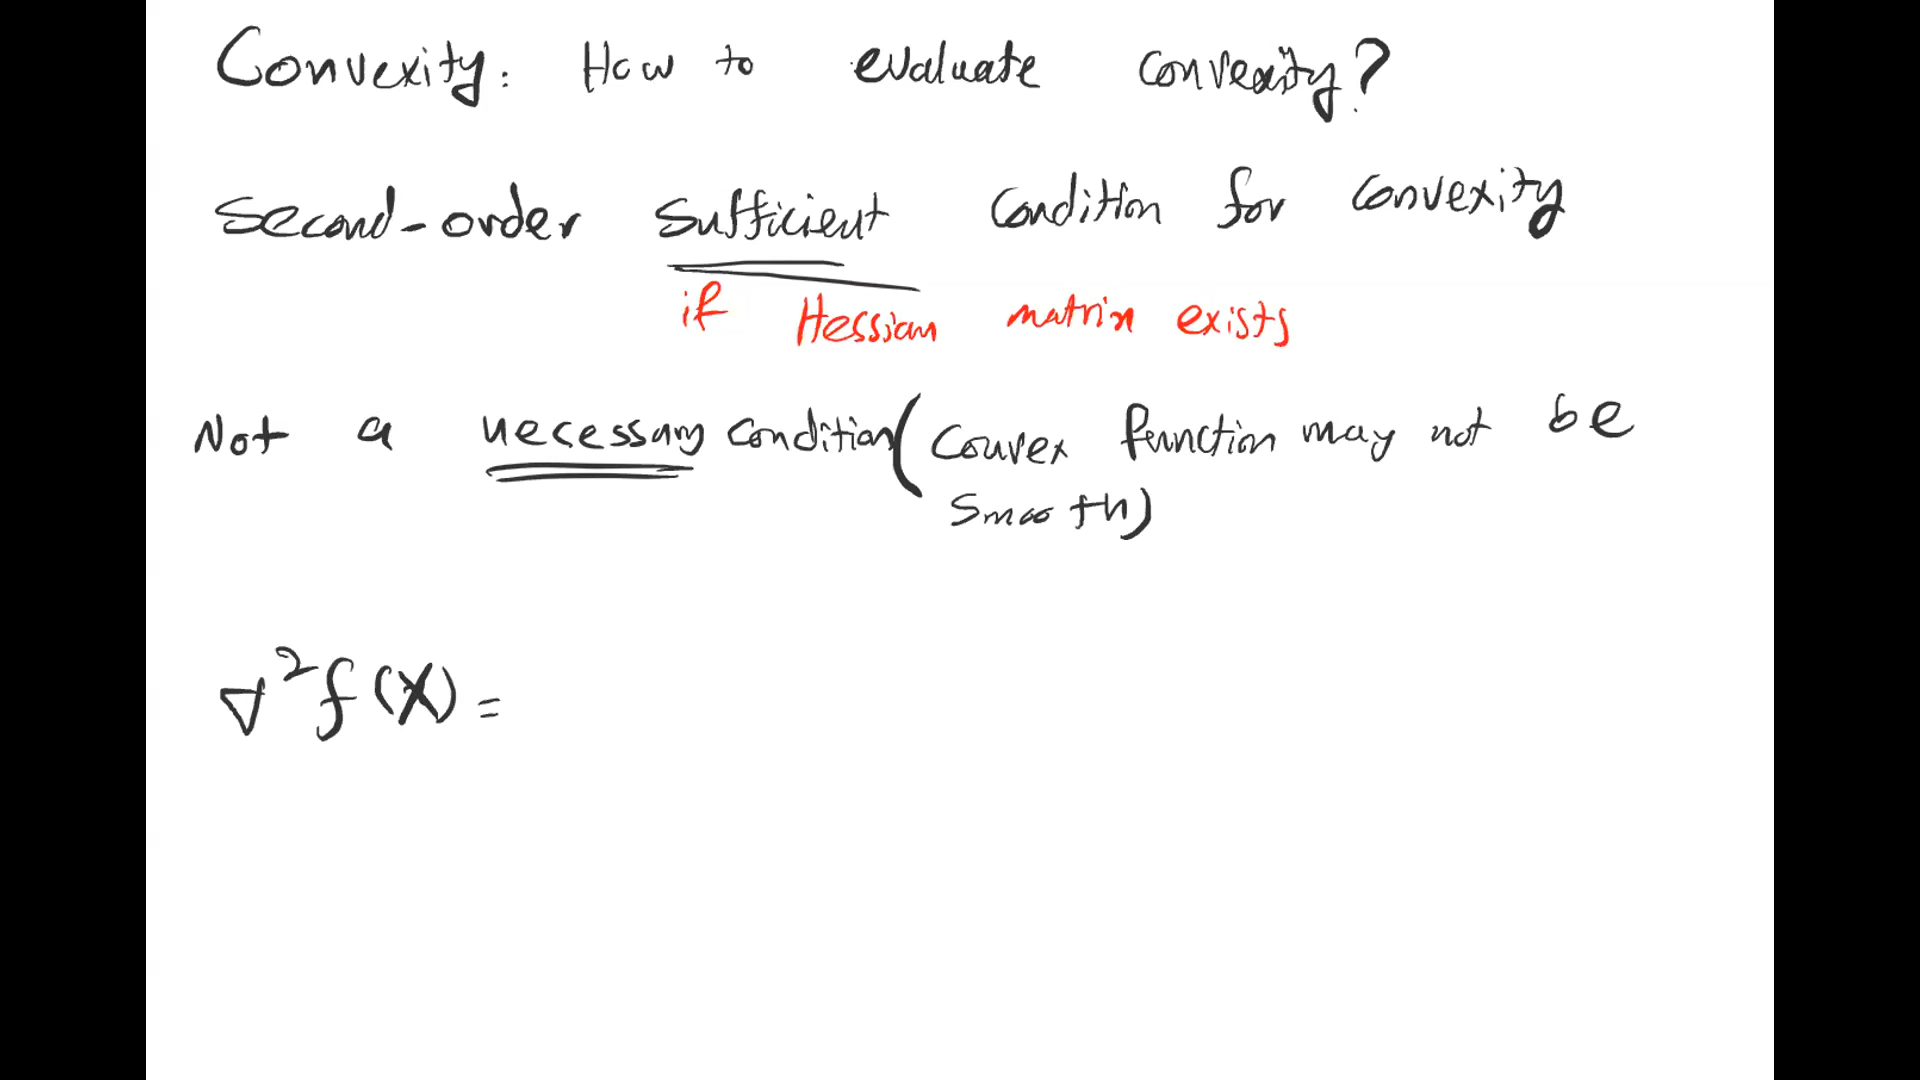 Convexity: How to evaluate convexity?
Second-order sufficient condition for convexity
if Hessian matrix exists
Not a necessary condition (Convex function may not be
smooth)
∇²f(x) =